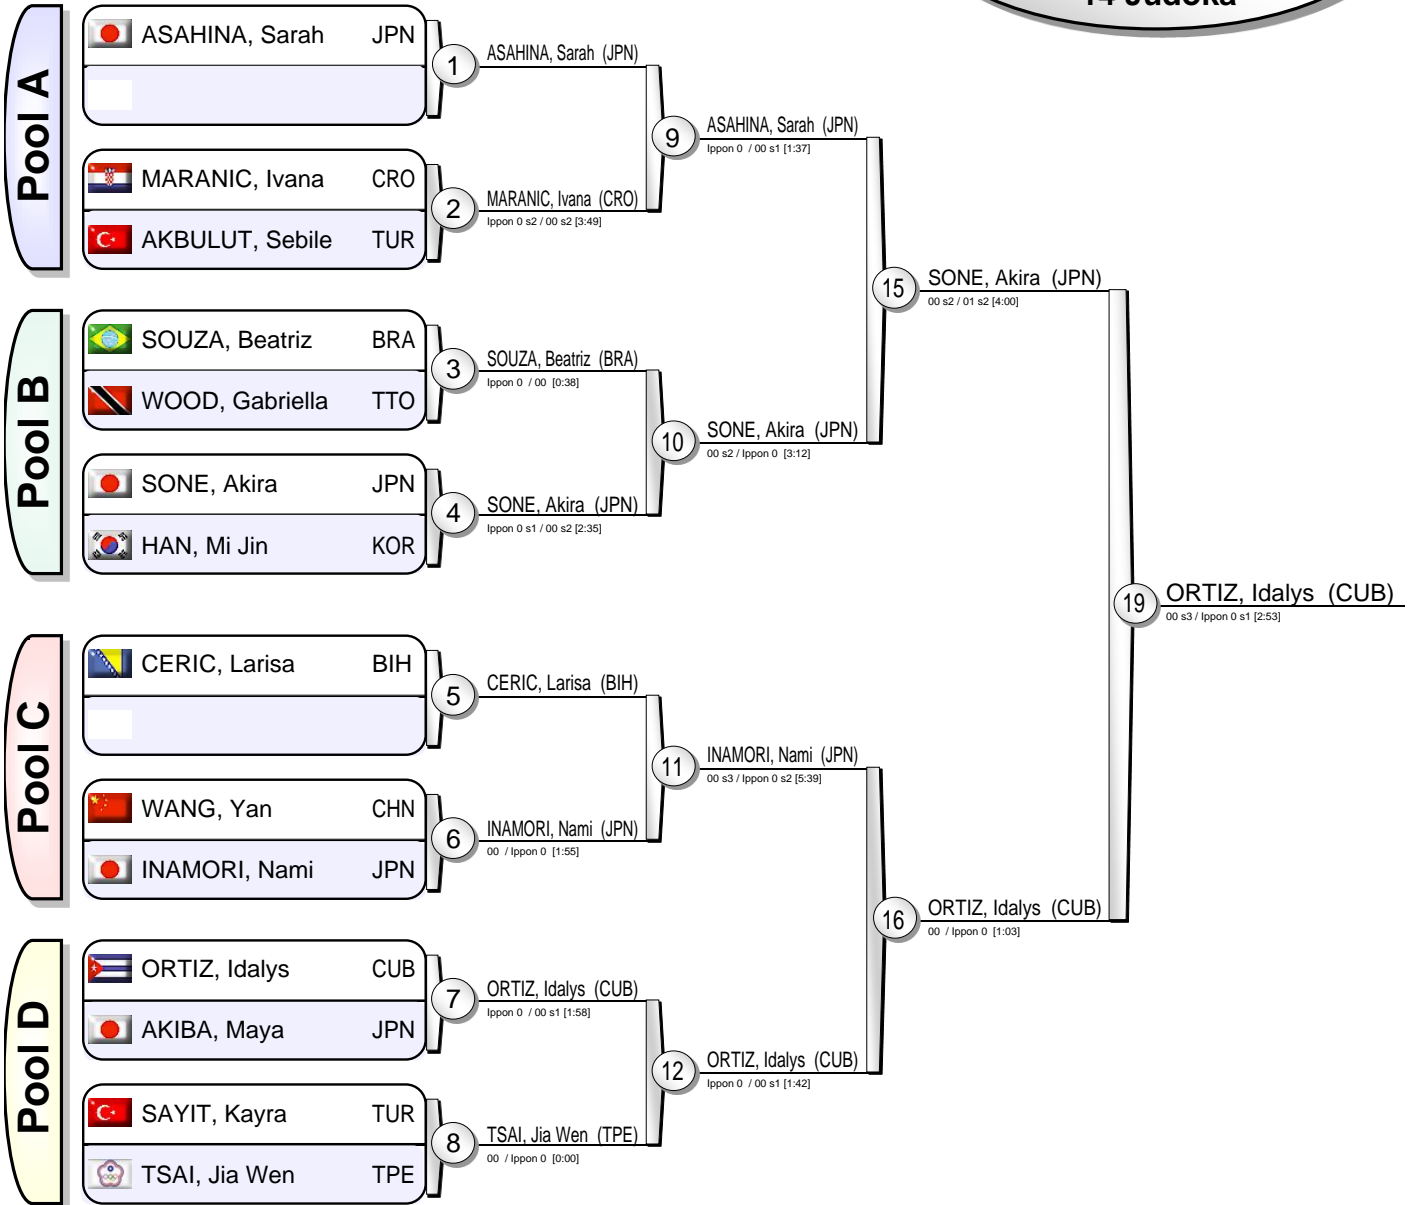 14 Judoka
Pool A
ASAHINA, Sarah JPN
MARANIC, Ivana CRO
AKBULUT, Sebile TUR
Pool B
SOUZA, Beatriz BRA
WOOD, Gabriella TTO
SONE, Akira JPN
HAN, Mi Jin KOR
Pool C
CERIC, Larisa BIH
WANG, Yan CHN
INAMORI, Nami JPN
Pool D
ORTIZ, Idalys CUB
AKIBA, Maya JPN
SAYIT, Kayra TUR
TSAI, Jia Wen TPE
1
ASAHINA, Sarah (JPN)
2
MARANIC, Ivana (CRO)
Ippon 0 s2 / 00 s2 [3:49]
3
SOUZA, Beatriz (BRA)
Ippon 0 / 00 [0:38]
4
SONE, Akira (JPN)
Ippon 0 s1 / 00 s2 [2:35]
5
CERIC, Larisa (BIH)
6
INAMORI, Nami (JPN)
00 / Ippon 0 [1:55]
7
ORTIZ, Idalys (CUB)
Ippon 0 / 00 s1 [1:58]
8
TSAI, Jia Wen (TPE)
00 / Ippon 0 [0:00]
9
ASAHINA, Sarah (JPN)
Ippon 0 / 00 s1 [1:37]
10
SONE, Akira (JPN)
00 s2 / Ippon 0 [3:12]
11
INAMORI, Nami (JPN)
00 s3 / Ippon 0 s2 [5:39]
12
ORTIZ, Idalys (CUB)
Ippon 0 / 00 s1 [1:42]
15
SONE, Akira (JPN)
00 s2 / 01 s2 [4:00]
16
ORTIZ, Idalys (CUB)
00 / Ippon 0 [1:03]
19
ORTIZ, Idalys (CUB)
00 s3 / Ippon 0 s1 [2:53]